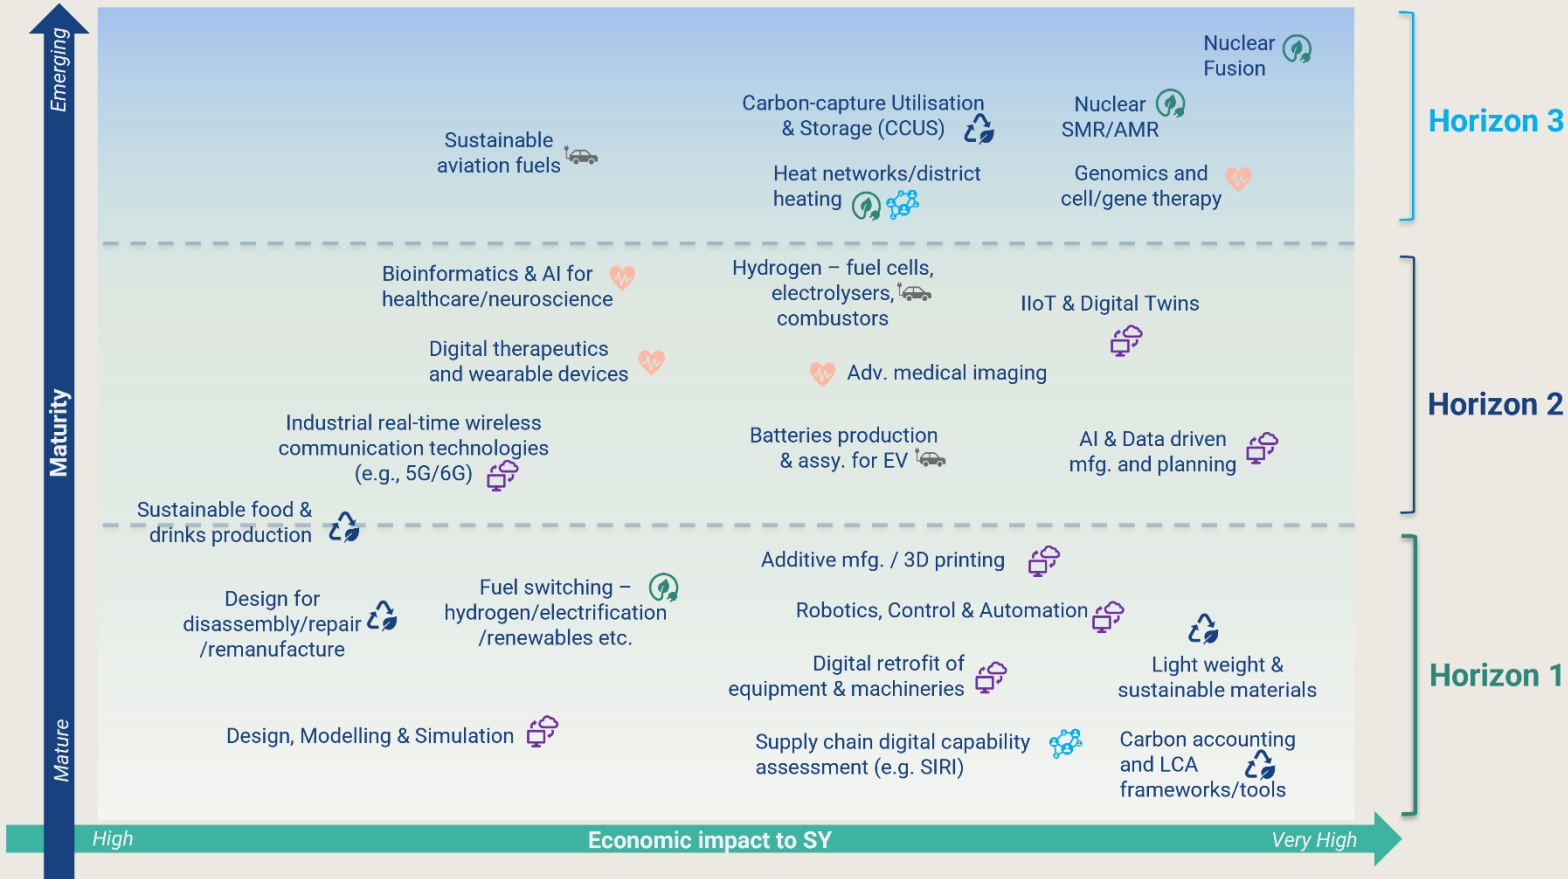 Emerging
Maturity
Mature
Nuclear
Fusion
Carbon-capture Utilisation
& Storage (CCUS)
Nuclear
SMR/AMR
Sustainable
aviation fuels
Heat networks/district
heating
Genomics and
cell/gene therapy
Horizon 3
Bioinformatics & AI for
healthcare/neuroscience
Hydrogen – fuel cells,
electrolysers,
combustors
IIoT & Digital Twins
Digital therapeutics
and wearable devices
Adv. medical imaging
Industrial real-time wireless
communication technologies
(e.g., 5G/6G)
Batteries production
& assy. for EV
AI & Data driven
mfg. and planning
Horizon 2
Sustainable food &
drinks production
Additive mfg. / 3D printing
Design for
disassembly/repair
/remanufacture
Fuel switching –
hydrogen/electrification
/renewables etc.
Robotics, Control & Automation
Digital retrofit of
equipment & machineries
Light weight &
sustainable materials
Design, Modelling & Simulation
Supply chain digital capability
assessment (e.g. SIRI)
Carbon accounting
and LCA
frameworks/tools
Horizon 1
High
Economic impact to SY
Very High